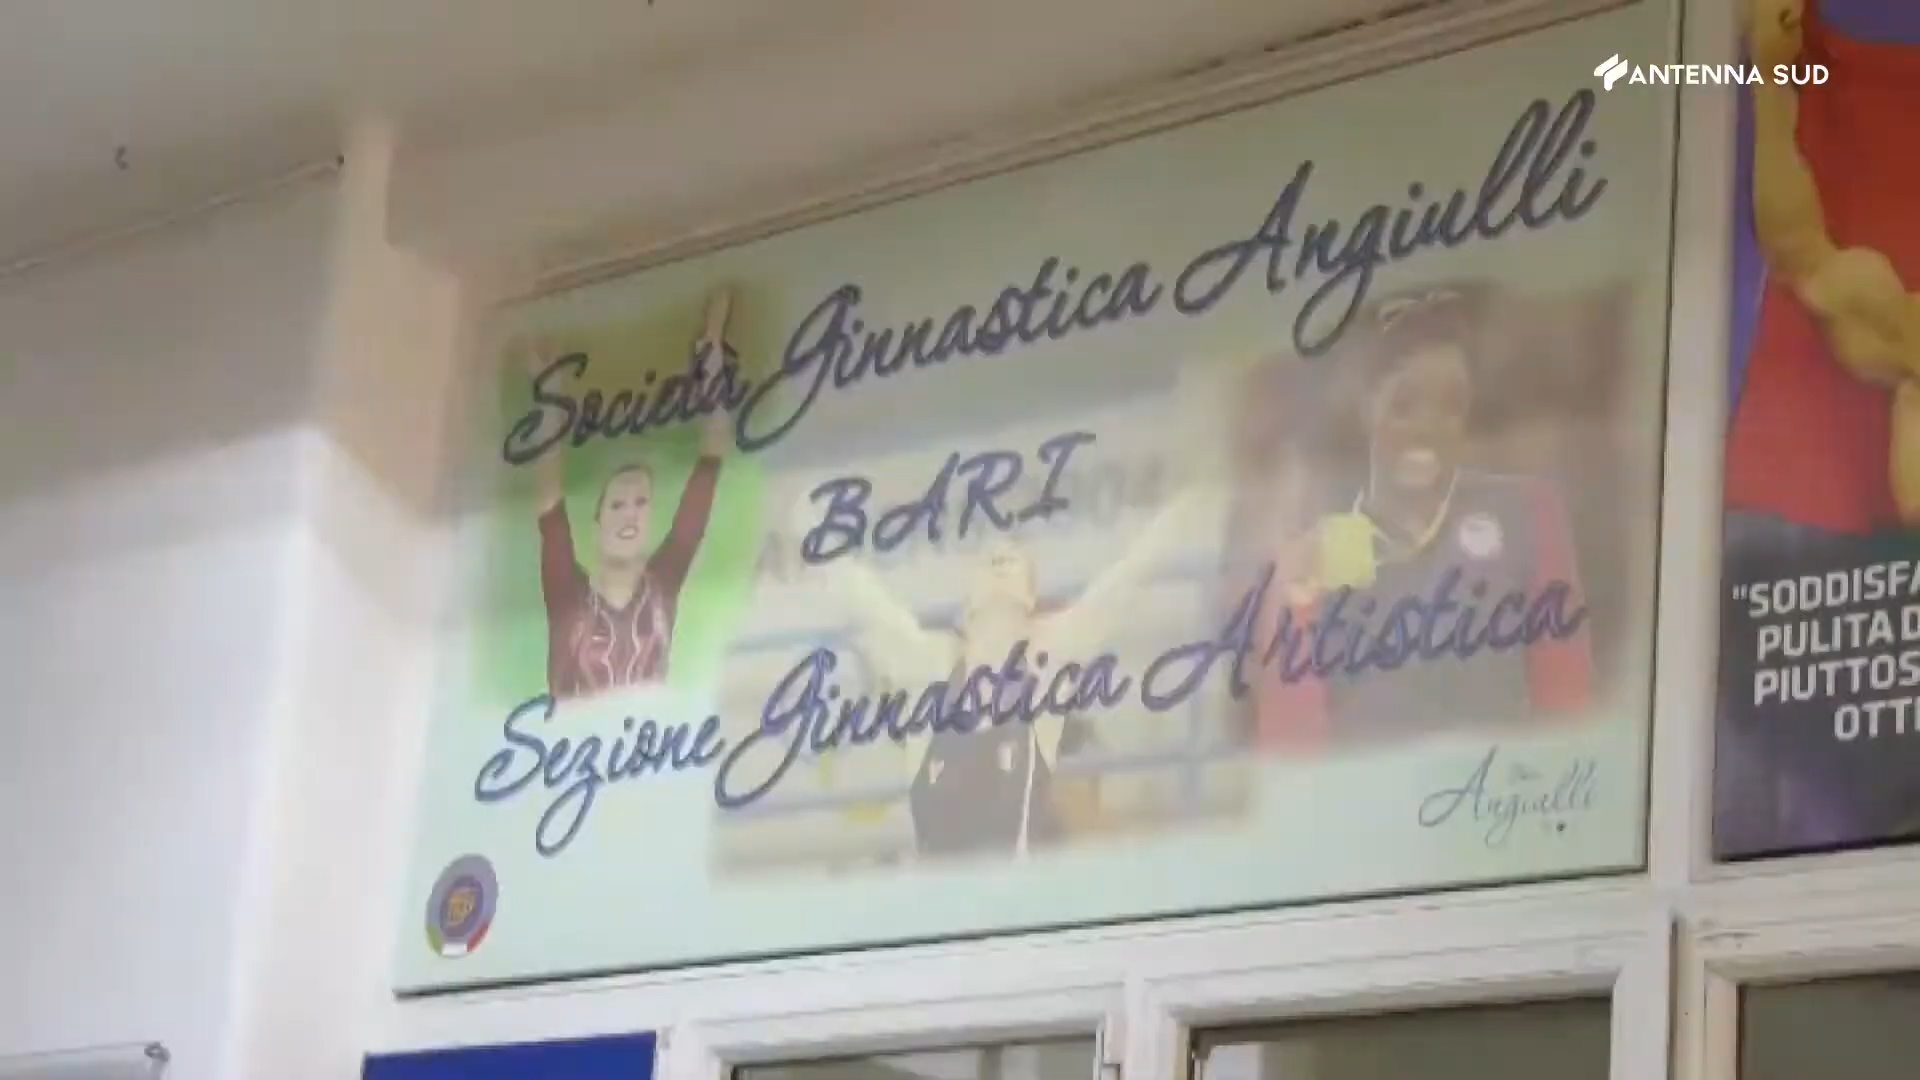 ANTENNA SUD
Società Ginnastica Angiulli
BARI
Sezione Ginnastica Artistica
Angiulli
"SODDISFA
PULITA D
PIUTTOS
OTT